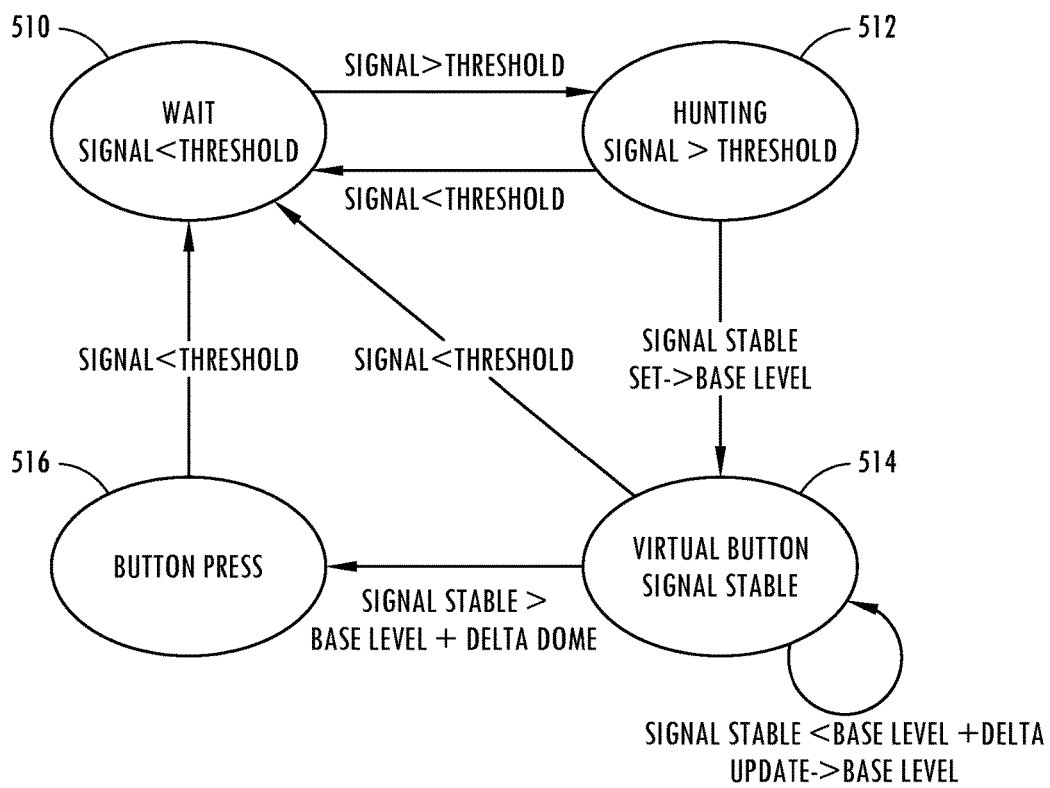 510
512
SIGNAL>THRESHOLD
WAIT
SIGNAL<THRESHOLD
HUNTING
SIGNAL > THRESHOLD
SIGNAL<THRESHOLD
SIGNAL<THRESHOLD
SIGNAL<THRESHOLD
SIGNAL STABLE
SET->BASE LEVEL
516
514
BUTTON PRESS
VIRTUAL BUTTON
SIGNAL STABLE
SIGNAL STABLE >
BASE LEVEL + DELTA DOME
SIGNAL STABLE <BASE LEVEL +DELTA
UPDATE->BASE LEVEL